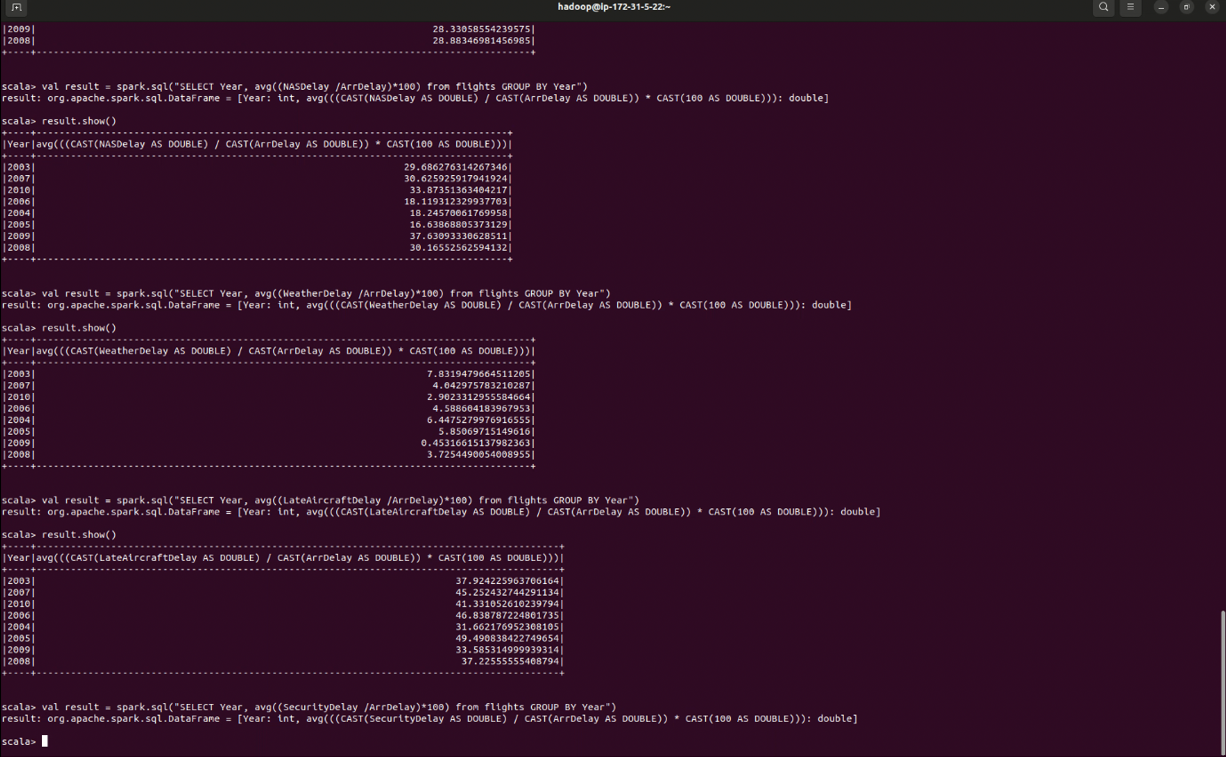 hadoop@ip-172-31-5-22:~
|2009| 28.33058554239575|
|2008| 28.88346981456985|
+----+--------------------------------------------------------------------------------------+
scala> val result = spark.sql("SELECT Year, avg((NASDelay /ArrDelay)*100) from flights GROUP BY Year")
result: org.apache.spark.sql.DataFrame = [Year: int, avg(((CAST(NASDelay AS DOUBLE) / CAST(ArrDelay AS DOUBLE)) * CAST(100 AS DOUBLE))): double]
scala> result.show()
+----+----------------------------------------------------------------------------------+
|Year|avg(((CAST(NASDelay AS DOUBLE) / CAST(ArrDelay AS DOUBLE)) * CAST(100 AS DOUBLE)))|
+----+----------------------------------------------------------------------------------+
|2003| 29.686276314267346|
|2007| 30.625925917941924|
|2010| 33.87351363404217|
|2006| 18.119312329937703|
|2004| 18.24570061769958|
|2005| 16.63868805373129|
|2009| 37.63093330628511|
|2008| 30.16552562594132|
+----+----------------------------------------------------------------------------------+
scala> val result = spark.sql("SELECT Year, avg((WeatherDelay /ArrDelay)*100) from flights GROUP BY Year")
result: org.apache.spark.sql.DataFrame = [Year: int, avg(((CAST(WeatherDelay AS DOUBLE) / CAST(ArrDelay AS DOUBLE)) * CAST(100 AS DOUBLE))): double]
scala> result.show()
+----+--------------------------------------------------------------------------------------+
|Year|avg(((CAST(WeatherDelay AS DOUBLE) / CAST(ArrDelay AS DOUBLE)) * CAST(100 AS DOUBLE)))|
+----+--------------------------------------------------------------------------------------+
|2003| 7.8319479664511205|
|2007| 4.042975783210287|
|2010| 2.9023312955584664|
|2006| 4.588604183967953|
|2004| 6.4475279976916555|
|2005| 5.85069715149616|
|2009| 0.45316615137982363|
|2008| 3.7254490054008955|
+----+--------------------------------------------------------------------------------------+
scala> val result = spark.sql("SELECT Year, avg((LateAircraftDelay /ArrDelay)*100) from flights GROUP BY Year")
result: org.apache.spark.sql.DataFrame = [Year: int, avg(((CAST(LateAircraftDelay AS DOUBLE) / CAST(ArrDelay AS DOUBLE)) * CAST(100 AS DOUBLE))): double]
scala> result.show()
+----+-------------------------------------------------------------------------------------------+
|Year|avg(((CAST(LateAircraftDelay AS DOUBLE) / CAST(ArrDelay AS DOUBLE)) * CAST(100 AS DOUBLE)))|
+----+-------------------------------------------------------------------------------------------+
|2003| 37.924225963706164|
|2007| 45.252432744291134|
|2010| 41.331052610239794|
|2006| 46.838787224801735|
|2004| 31.662176952308105|
|2005| 49.490838422749654|
|2009| 33.585314999939314|
|2008| 37.22555555408794|
+----+-------------------------------------------------------------------------------------------+
scala> val result = spark.sql("SELECT Year, avg((SecurityDelay /ArrDelay)*100) from flights GROUP BY Year")
result: org.apache.spark.sql.DataFrame = [Year: int, avg(((CAST(SecurityDelay AS DOUBLE) / CAST(ArrDelay AS DOUBLE)) * CAST(100 AS DOUBLE))): double]
scala>